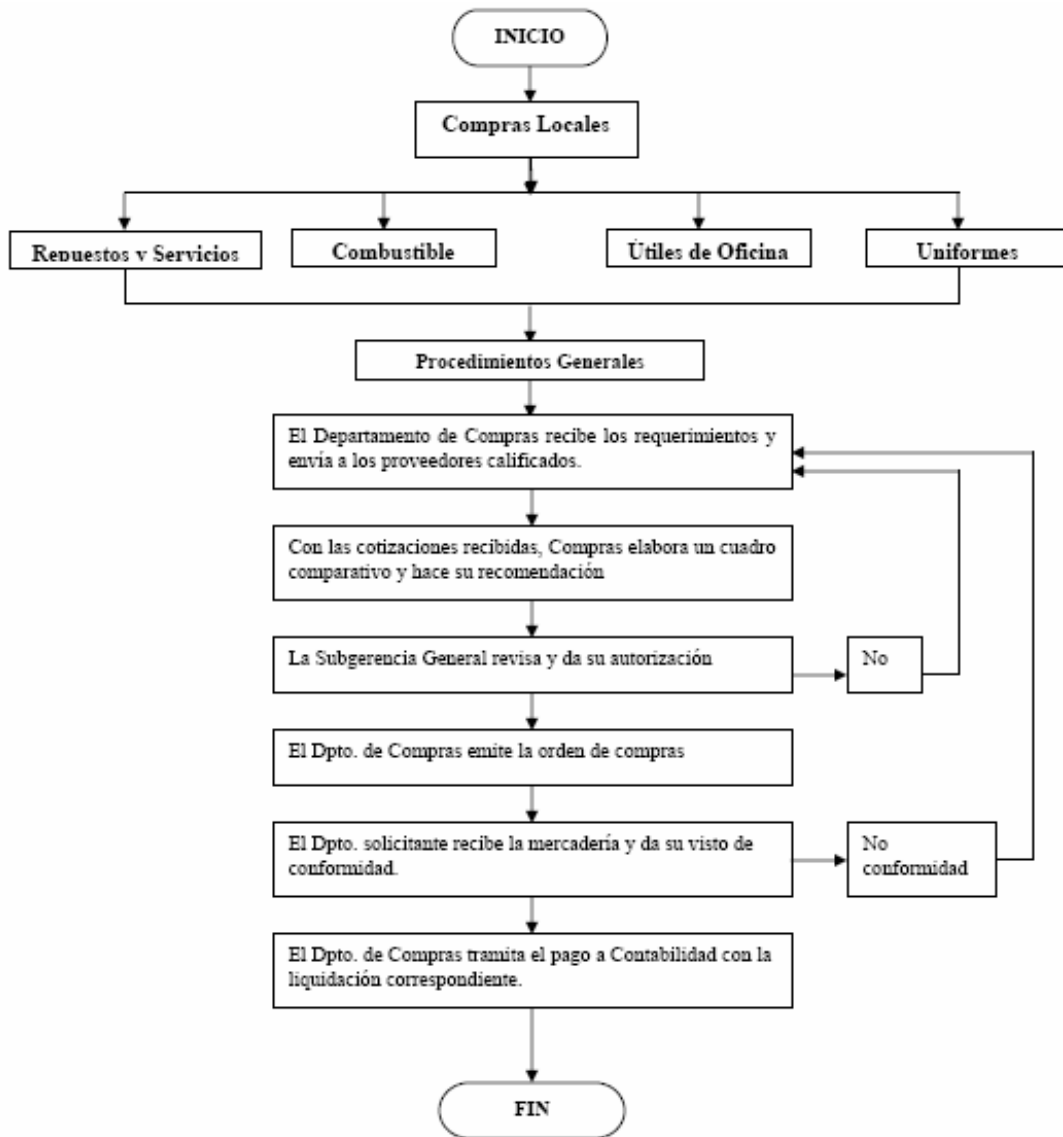 INICIO
Compras Locales
Repuestos y Servicios
Combustible
Útiles de Oficina
Uniformes
Procedimientos Generales
El Departamento de Compras recibe los requerimientos y
envía a los proveedores calificados.
Con las cotizaciones recibidas, Compras elabora un cuadro
comparativo y hace su recomendación
La Subgerencia General revisa y da su autorización
No
El Dpto. de Compras emite la orden de compras
El Dpto. solicitante recibe la mercadería y da su visto de
conformidad.
No
conformidad
El Dpto. de Compras tramita el pago a Contabilidad con la
liquidación correspondiente.
FIN